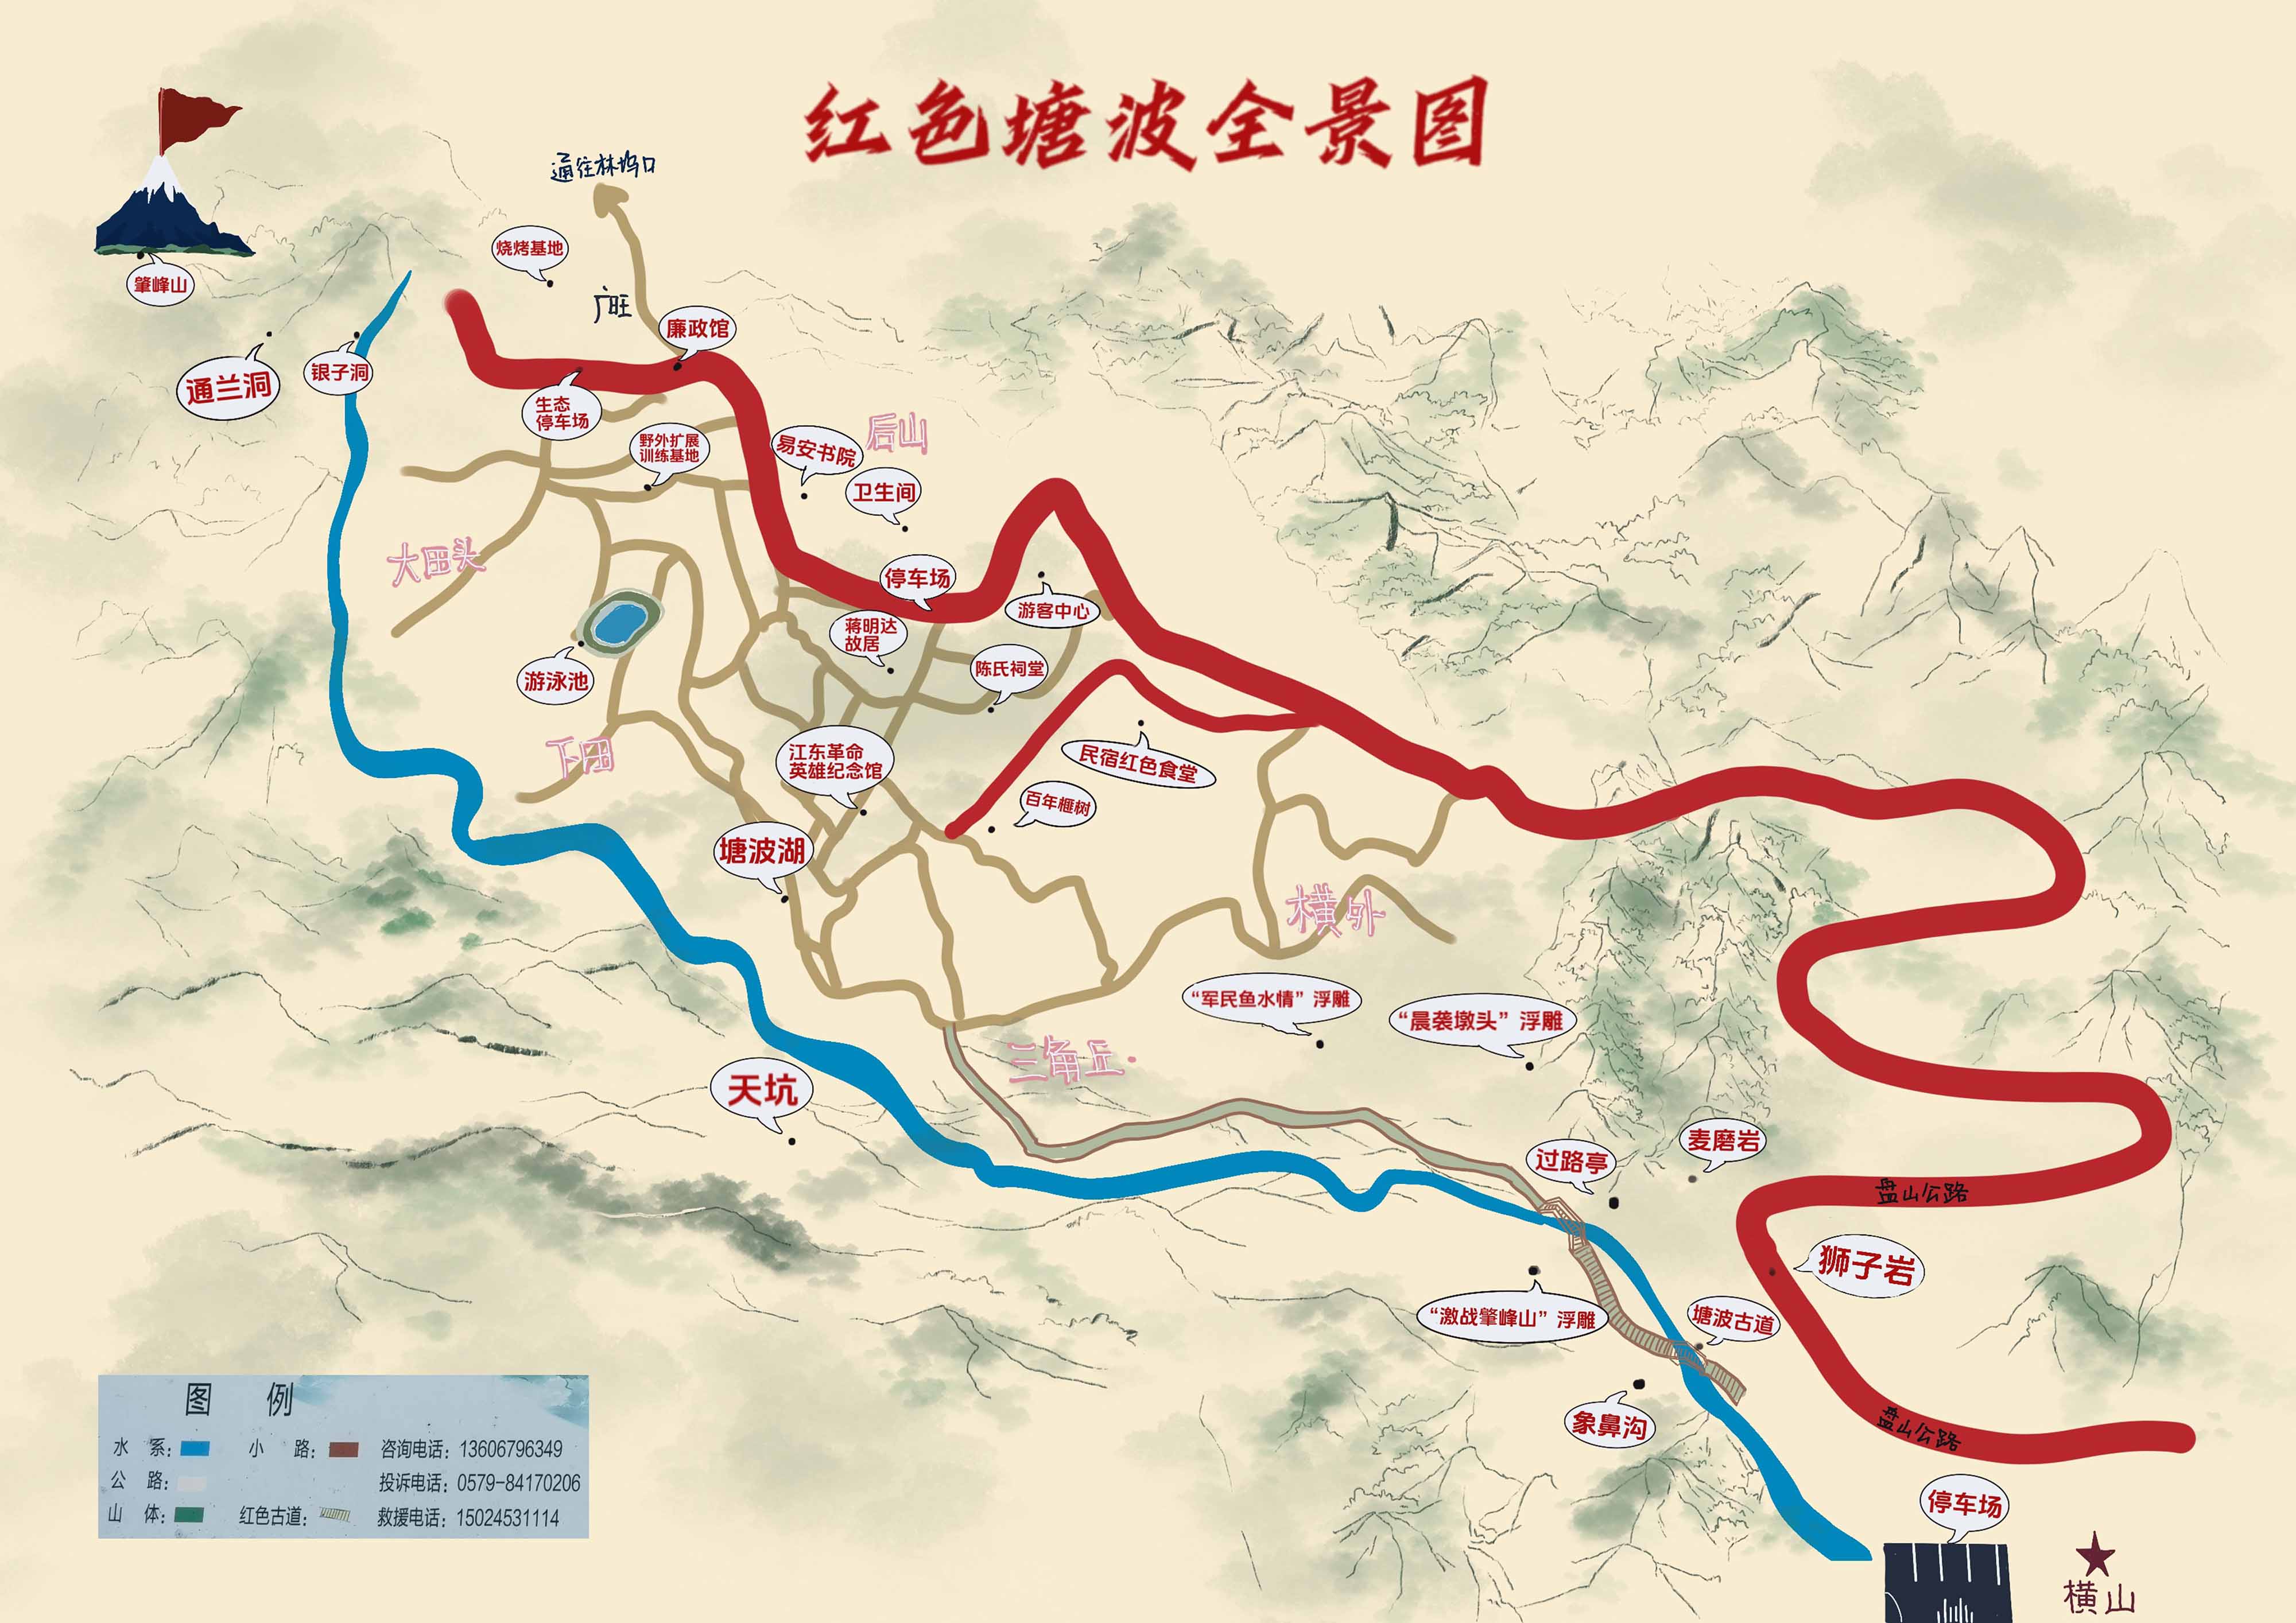 红色塘波全景图
通往林坞口
烧烤基地
肇峰山
广旺
廉政馆
通兰洞
银子洞
生态
停车场
野外扩展
训练基地
易安书院
后山
卫生间
大田头
停车场
游客中心
蒋明达
故居
陈氏祠堂
游泳池
下田
江东革命
英雄纪念馆
民宿红色食堂
百年榧树
塘波湖
横外
“军民鱼水情”浮雕
“晨袭墩头”浮雕
三角丘
天坑
过路亭
麦磨岩
盘山公路
狮子岩
“激战肇峰山”浮雕
塘波古道
象鼻沟
盘山公路
停车场
横山
图 例
水 系: 小 路: 咨询电话: 13606796349
公 路: 投诉电话: 0579-84170206
山 体: 红色古道: 救援电话: 15024531114